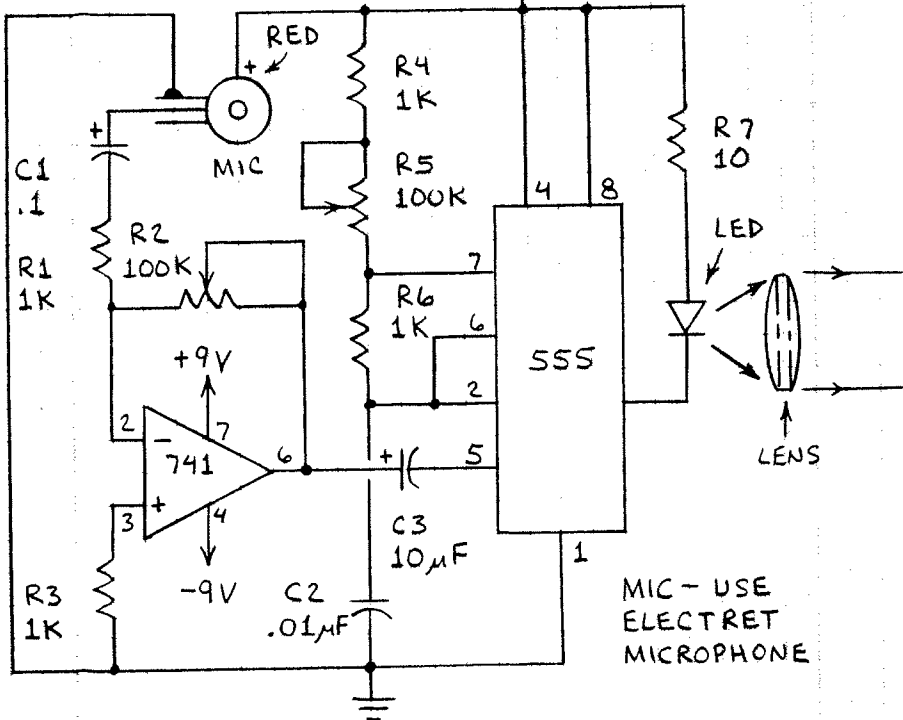 RED
+
MIC
+
C1
.1
R1
1K
R2
100K
R4
1K
R5
100K
R6
1K
4
8
7
6
2
5
1
555
R7
10
LED
LENS
+9V
2
7
−
741
6
+
3
4
-9V
R3
1K
+
C3
10µF
C2
.01µF
MIC - USE
ELECTRET
MICROPHONE